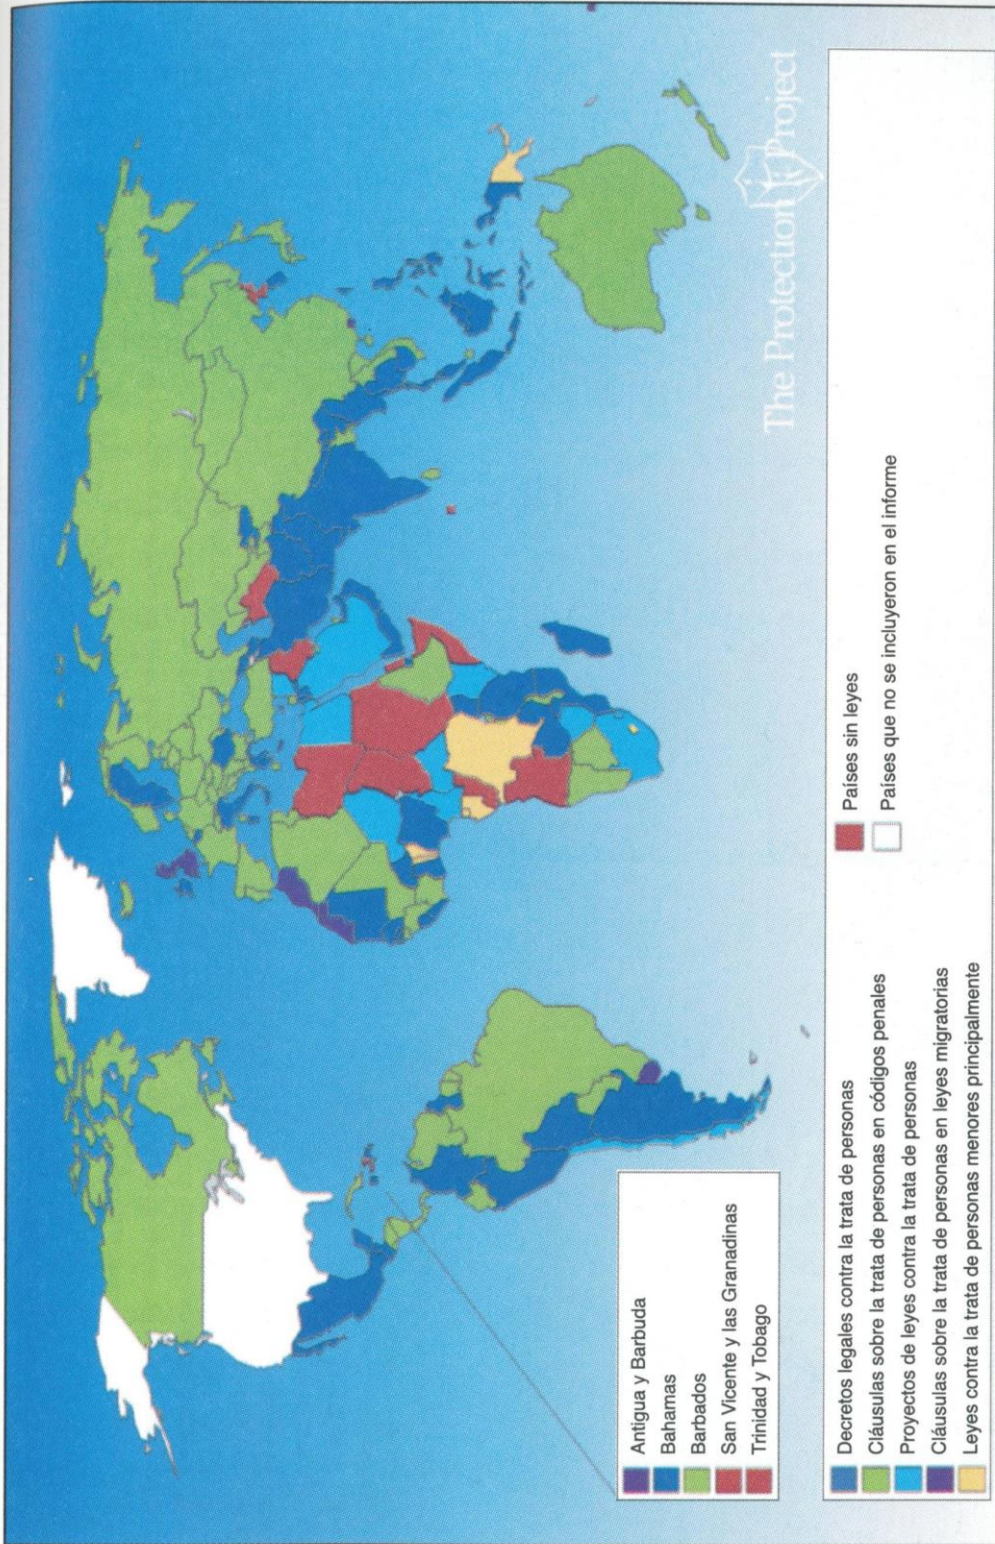 The Protection Project
Antigua y Barbuda
Bahamas
Barbados
San Vicente y las Granadinas
Trinidad y Tobago
Decretos legales contra la trata de personas
Cláusulas sobre la trata de personas en códigos penales
Proyectos de leyes contra la trata de personas
Cláusulas sobre la trata de personas en leyes migratorias
Leyes contra la trata de personas menores principalmente
Países sin leyes
Países que no se incluyeron en el informe